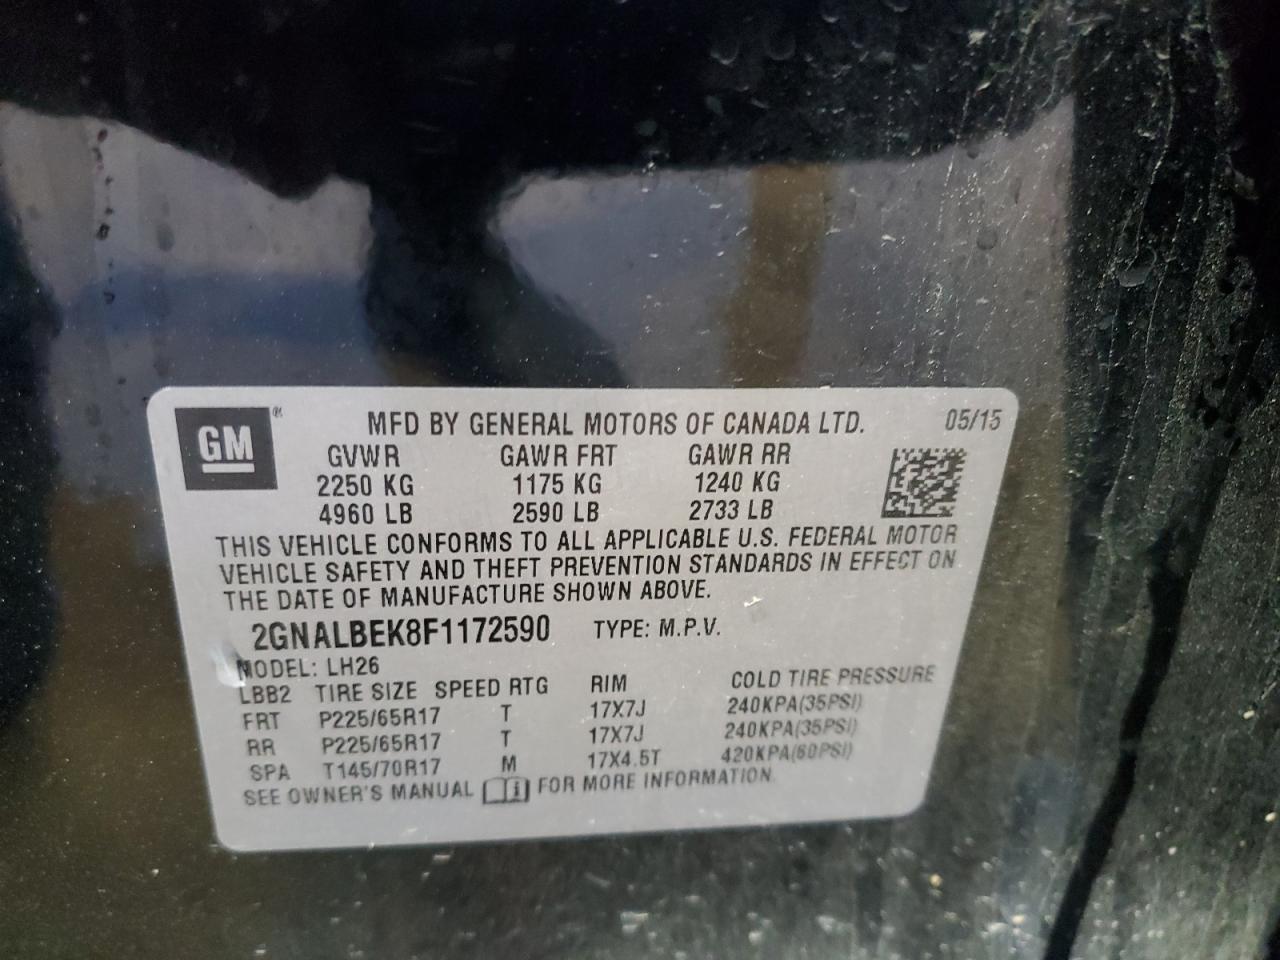 GM ® MFD BY GENERAL MOTORS OF CANADA LTD. 05/15
GVWR GAWR FRT GAWR RR
2250 KG 1175 KG 1240 KG
4960 LB 2590 LB 2733 LB
THIS VEHICLE CONFORMS TO ALL APPLICABLE U.S. FEDERAL MOTOR
VEHICLE SAFETY AND THEFT PREVENTION STANDARDS IN EFFECT ON
THE DATE OF MANUFACTURE SHOWN ABOVE.
2GNALBEK8F1172590 TYPE: M.P.V.
MODEL: LH26
LBB2 TIRE SIZE SPEED RTG RIM COLD TIRE PRESSURE
FRT P225/65R17 T 17X7J 240KPA(35PSI)
RR P225/65R17 T 17X7J 240KPA(35PSI)
SPA T145/70R17 M 17X4.5T 420KPA(60PSI)
SEE OWNER'S MANUAL i FOR MORE INFORMATION.